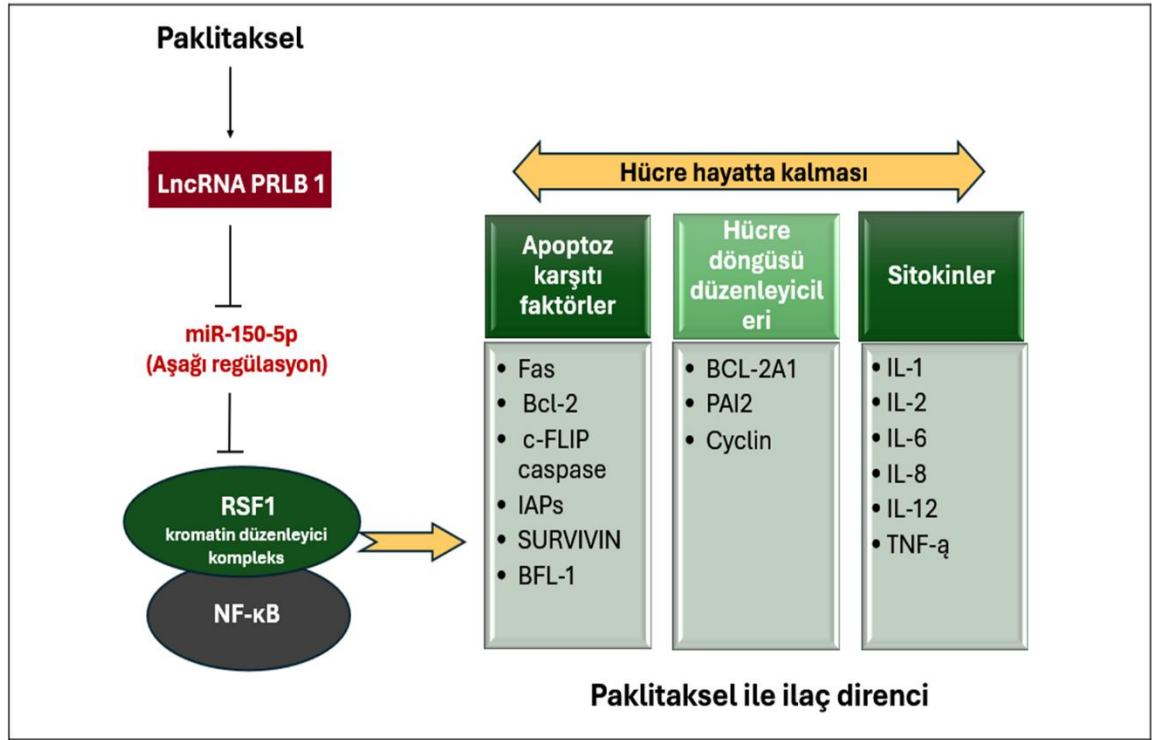 Paklitaksel
LncRNA PRLB 1
miR-150-5p
(Aşağı regülasyon)
RSF1
kromatin düzenleyici
kompleks
NF-κB
Hücre hayatta kalması
Apoptoz
karşıtı
faktörler
• Fas
• Bcl-2
• c-FLIP
caspase
• IAPs
• SURVIVIN
• BFL-1
Hücre
döngüsü
düzenleyicil
eri
• BCL-2A1
• PAI2
• Cyclin
Sitokinler
• IL-1
• IL-2
• IL-6
• IL-8
• IL-12
• TNF-ą
Paklitaksel ile ilaç direnci